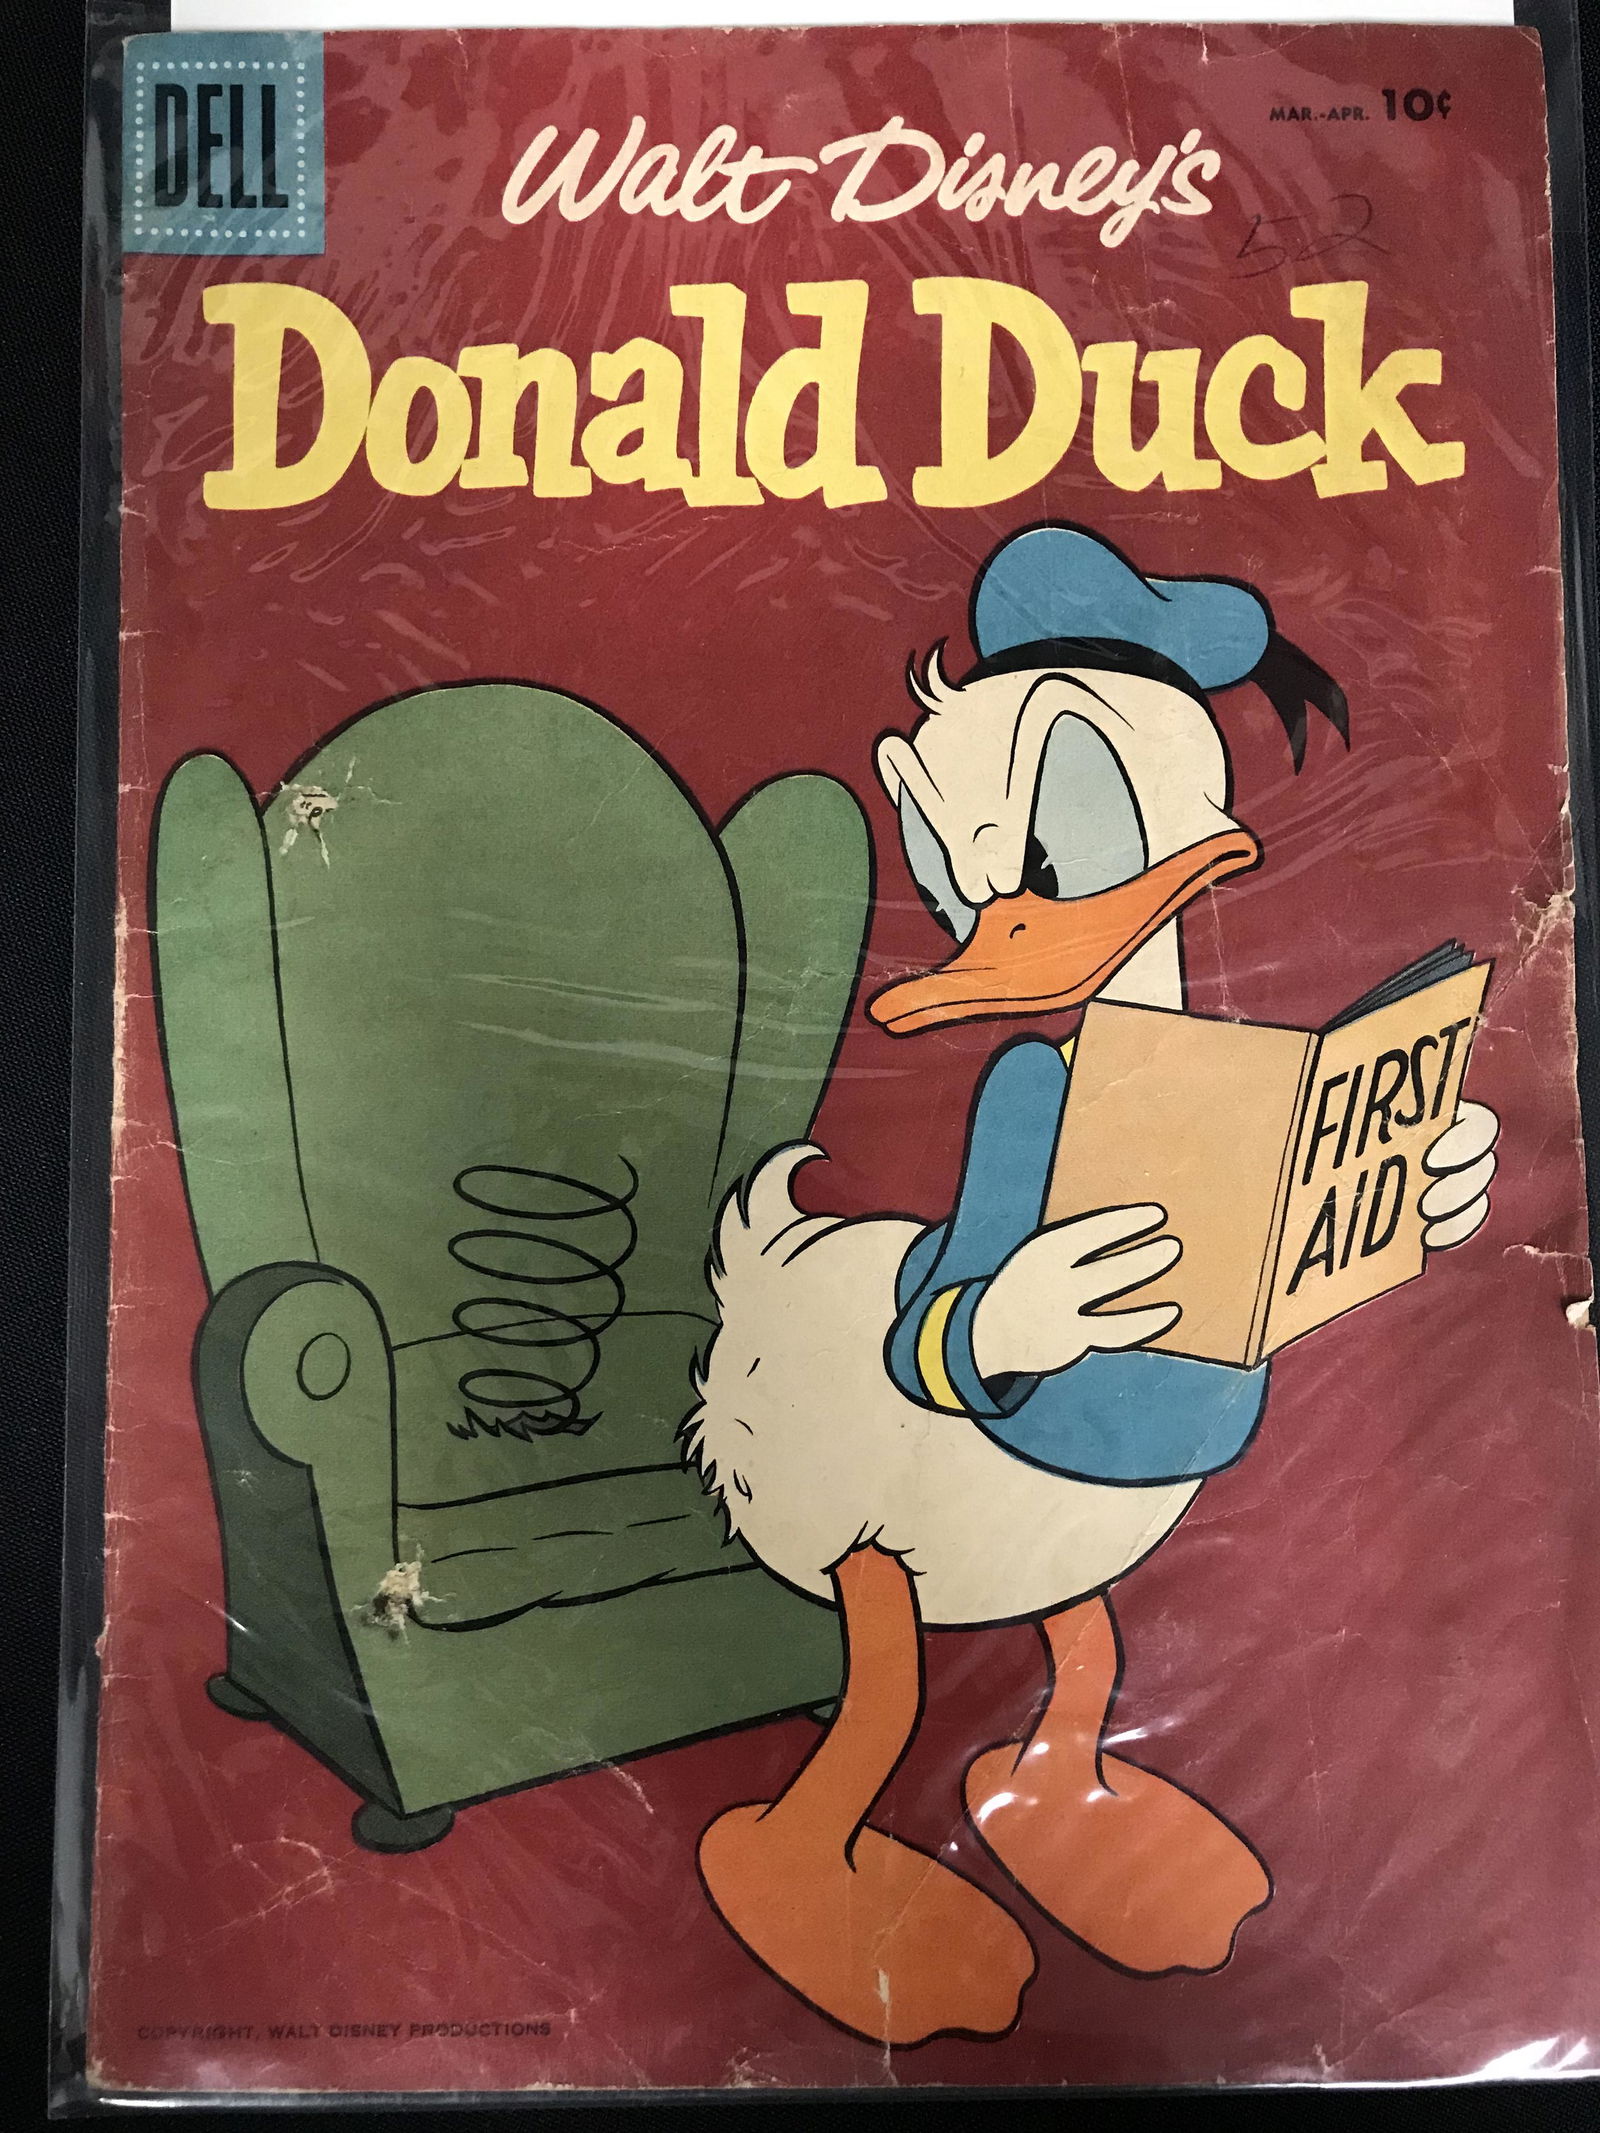 DELL
MAR.-APR. 10¢
Walt Disney's
52
Donald Duck
FIRST
AID
COPYRIGHT, WALT DISNEY PRODUCTIONS